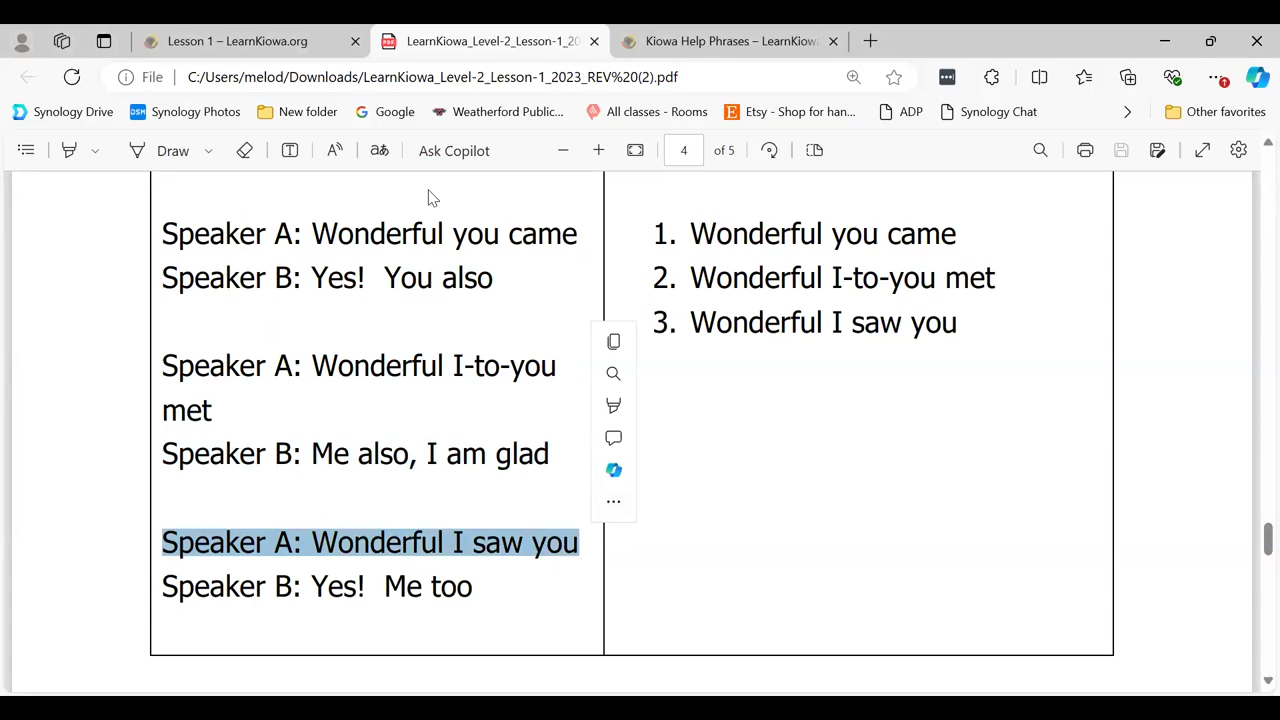 Lesson 1 – LearnKiowa.org
LearnKiowa_Level-2_Lesson-1_20
Kiowa Help Phrases – LearnKiowa
File
C:/Users/melod/Downloads/LearnKiowa_Level-2_Lesson-1_2023_REV%20(2).pdf
Synology Drive
DSM
Synology Photos
New folder
Google
Weatherford Public...
All classes - Rooms
Etsy - Shop for han...
ADP
Synology Chat
Other favorites
Draw
Ask Copilot
4
of 5
Speaker A: Wonderful you came
Speaker B: Yes! You also
Speaker A: Wonderful I-to-you
met
Speaker B: Me also, I am glad
Speaker A: Wonderful I saw you
Speaker B: Yes! Me too
1. Wonderful you came
2. Wonderful I-to-you met
3. Wonderful I saw you